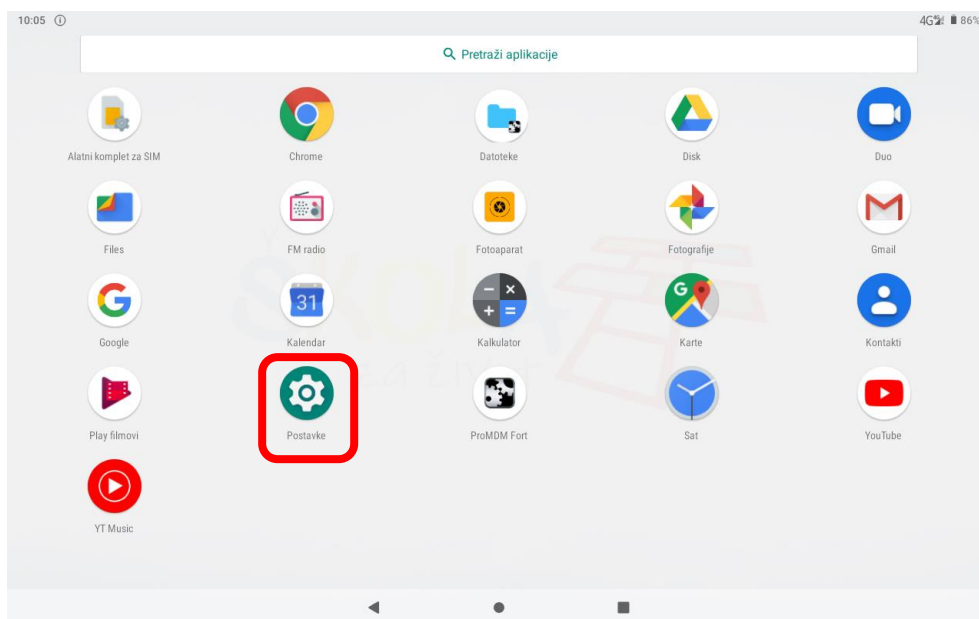 10:05
4G 86%
Pretraži aplikacije
Alatni komplet za SIM
Chrome
Datoteke
Disk
Duo
Files
FM radio
Fotoaparat
Fotografije
Gmail
31
G
Google
Kalendar
Kalkulator
Karte
Kontakti
Postavke
Play filmovi
ProMDM Fort
Sat
YouTube
YT Music